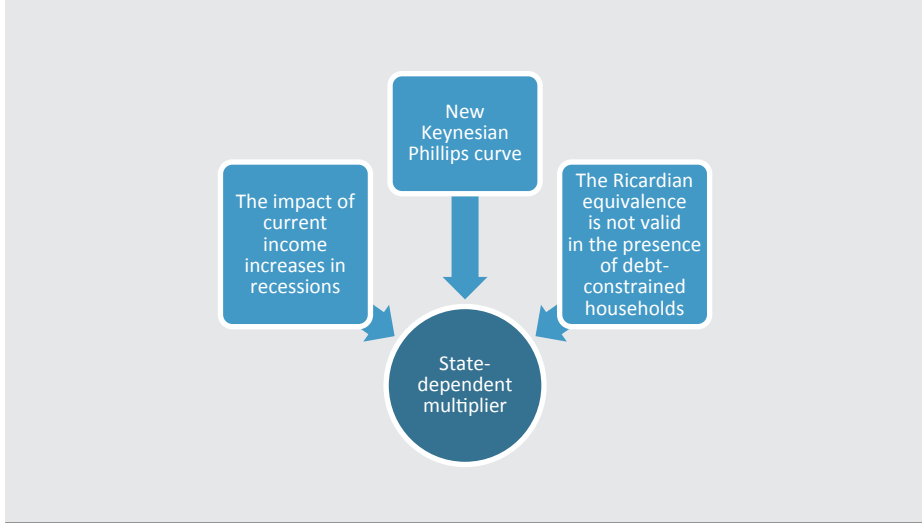 New
Keynesian
Phillips curve
The impact of
current
income
increases in
recessions
The Ricardian
equivalence
is not valid
in the presence
of debt-
constrained
households
State-
dependent
multiplier